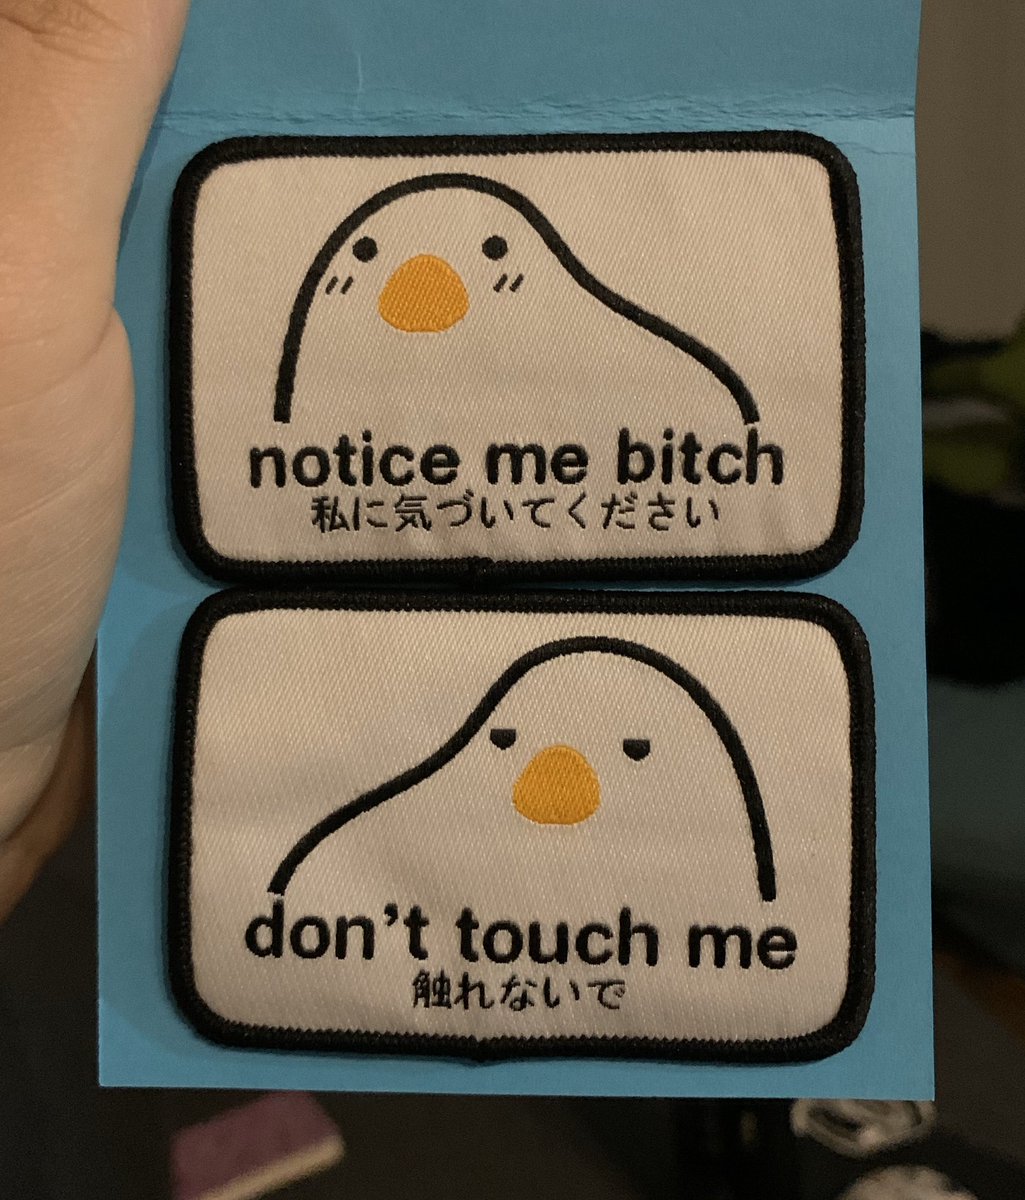 notice me bitch
私に気づいてください
don't touch me
触れないで